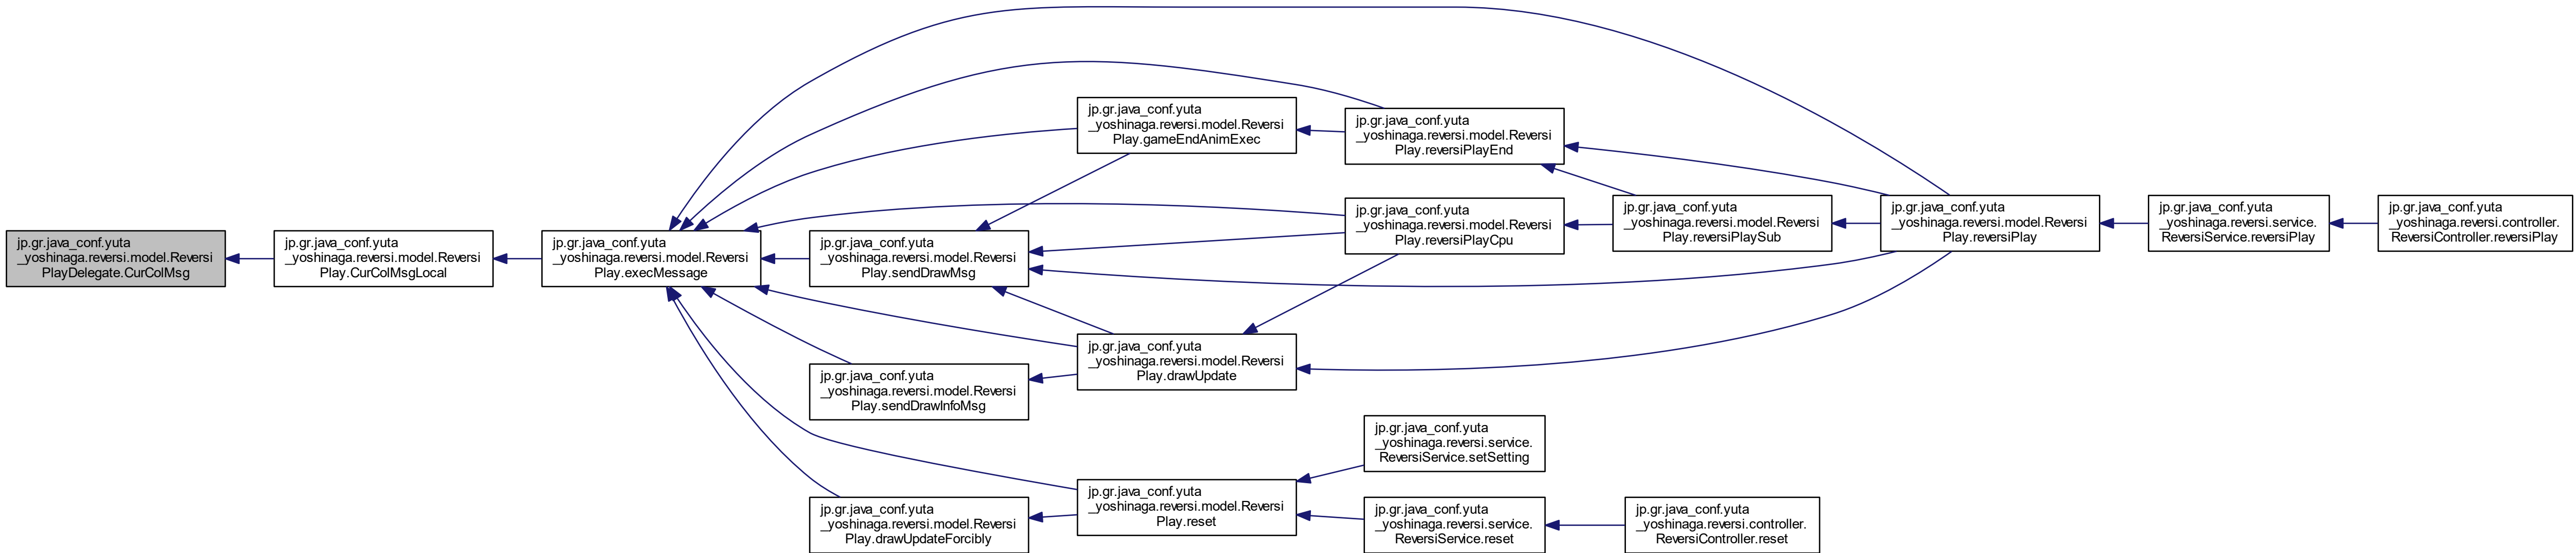 jp.gr.java_conf.yuta
_yoshinaga.reversi.model.Reversi
PlayDelegate.CurColMsg
jp.gr.java_conf.yuta
_yoshinaga.reversi.model.Reversi
Play.CurColMsgLocal
jp.gr.java_conf.yuta
_yoshinaga.reversi.model.Reversi
Play.execMessage
jp.gr.java_conf.yuta
_yoshinaga.reversi.model.Reversi
Play.sendDrawMsg
jp.gr.java_conf.yuta
_yoshinaga.reversi.model.Reversi
Play.sendDrawInfoMsg
jp.gr.java_conf.yuta
_yoshinaga.reversi.model.Reversi
Play.drawUpdateForcibly
jp.gr.java_conf.yuta
_yoshinaga.reversi.model.Reversi
Play.gameEndAnimExec
jp.gr.java_conf.yuta
_yoshinaga.reversi.model.Reversi
Play.drawUpdate
jp.gr.java_conf.yuta
_yoshinaga.reversi.model.Reversi
Play.reset
jp.gr.java_conf.yuta
_yoshinaga.reversi.model.Reversi
Play.reversiPlayEnd
jp.gr.java_conf.yuta
_yoshinaga.reversi.model.Reversi
Play.reversiPlayCpu
jp.gr.java_conf.yuta
_yoshinaga.reversi.service.
ReversiService.setSetting
jp.gr.java_conf.yuta
_yoshinaga.reversi.service.
ReversiService.reset
jp.gr.java_conf.yuta
_yoshinaga.reversi.model.Reversi
Play.reversiPlaySub
jp.gr.java_conf.yuta
_yoshinaga.reversi.controller.
ReversiController.reset
jp.gr.java_conf.yuta
_yoshinaga.reversi.model.Reversi
Play.reversiPlay
jp.gr.java_conf.yuta
_yoshinaga.reversi.service.
ReversiService.reversiPlay
jp.gr.java_conf.yuta
_yoshinaga.reversi.controller.
ReversiController.reversiPlay